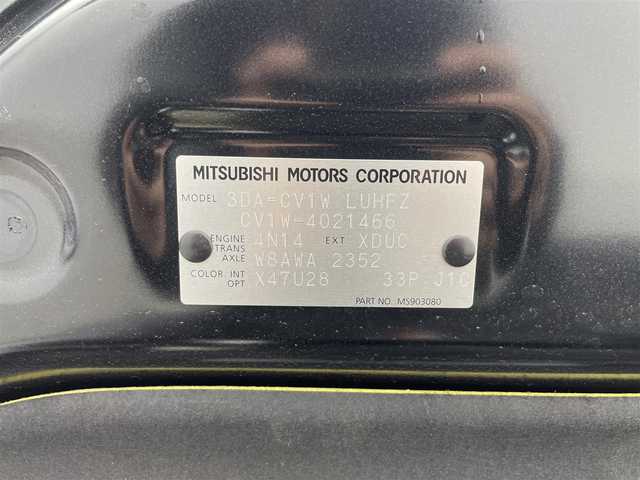 MITSUBISHI MOTORS CORPORATION
MODEL 3DA-CV1W LUHFZ
CV1W-4021466
ENGINE 4N14 EXT XDUC
TRANS
AXLE W8AWA 2352
COLOR. INT X47U28 33P J1C
OPT
PART NO. MS903080